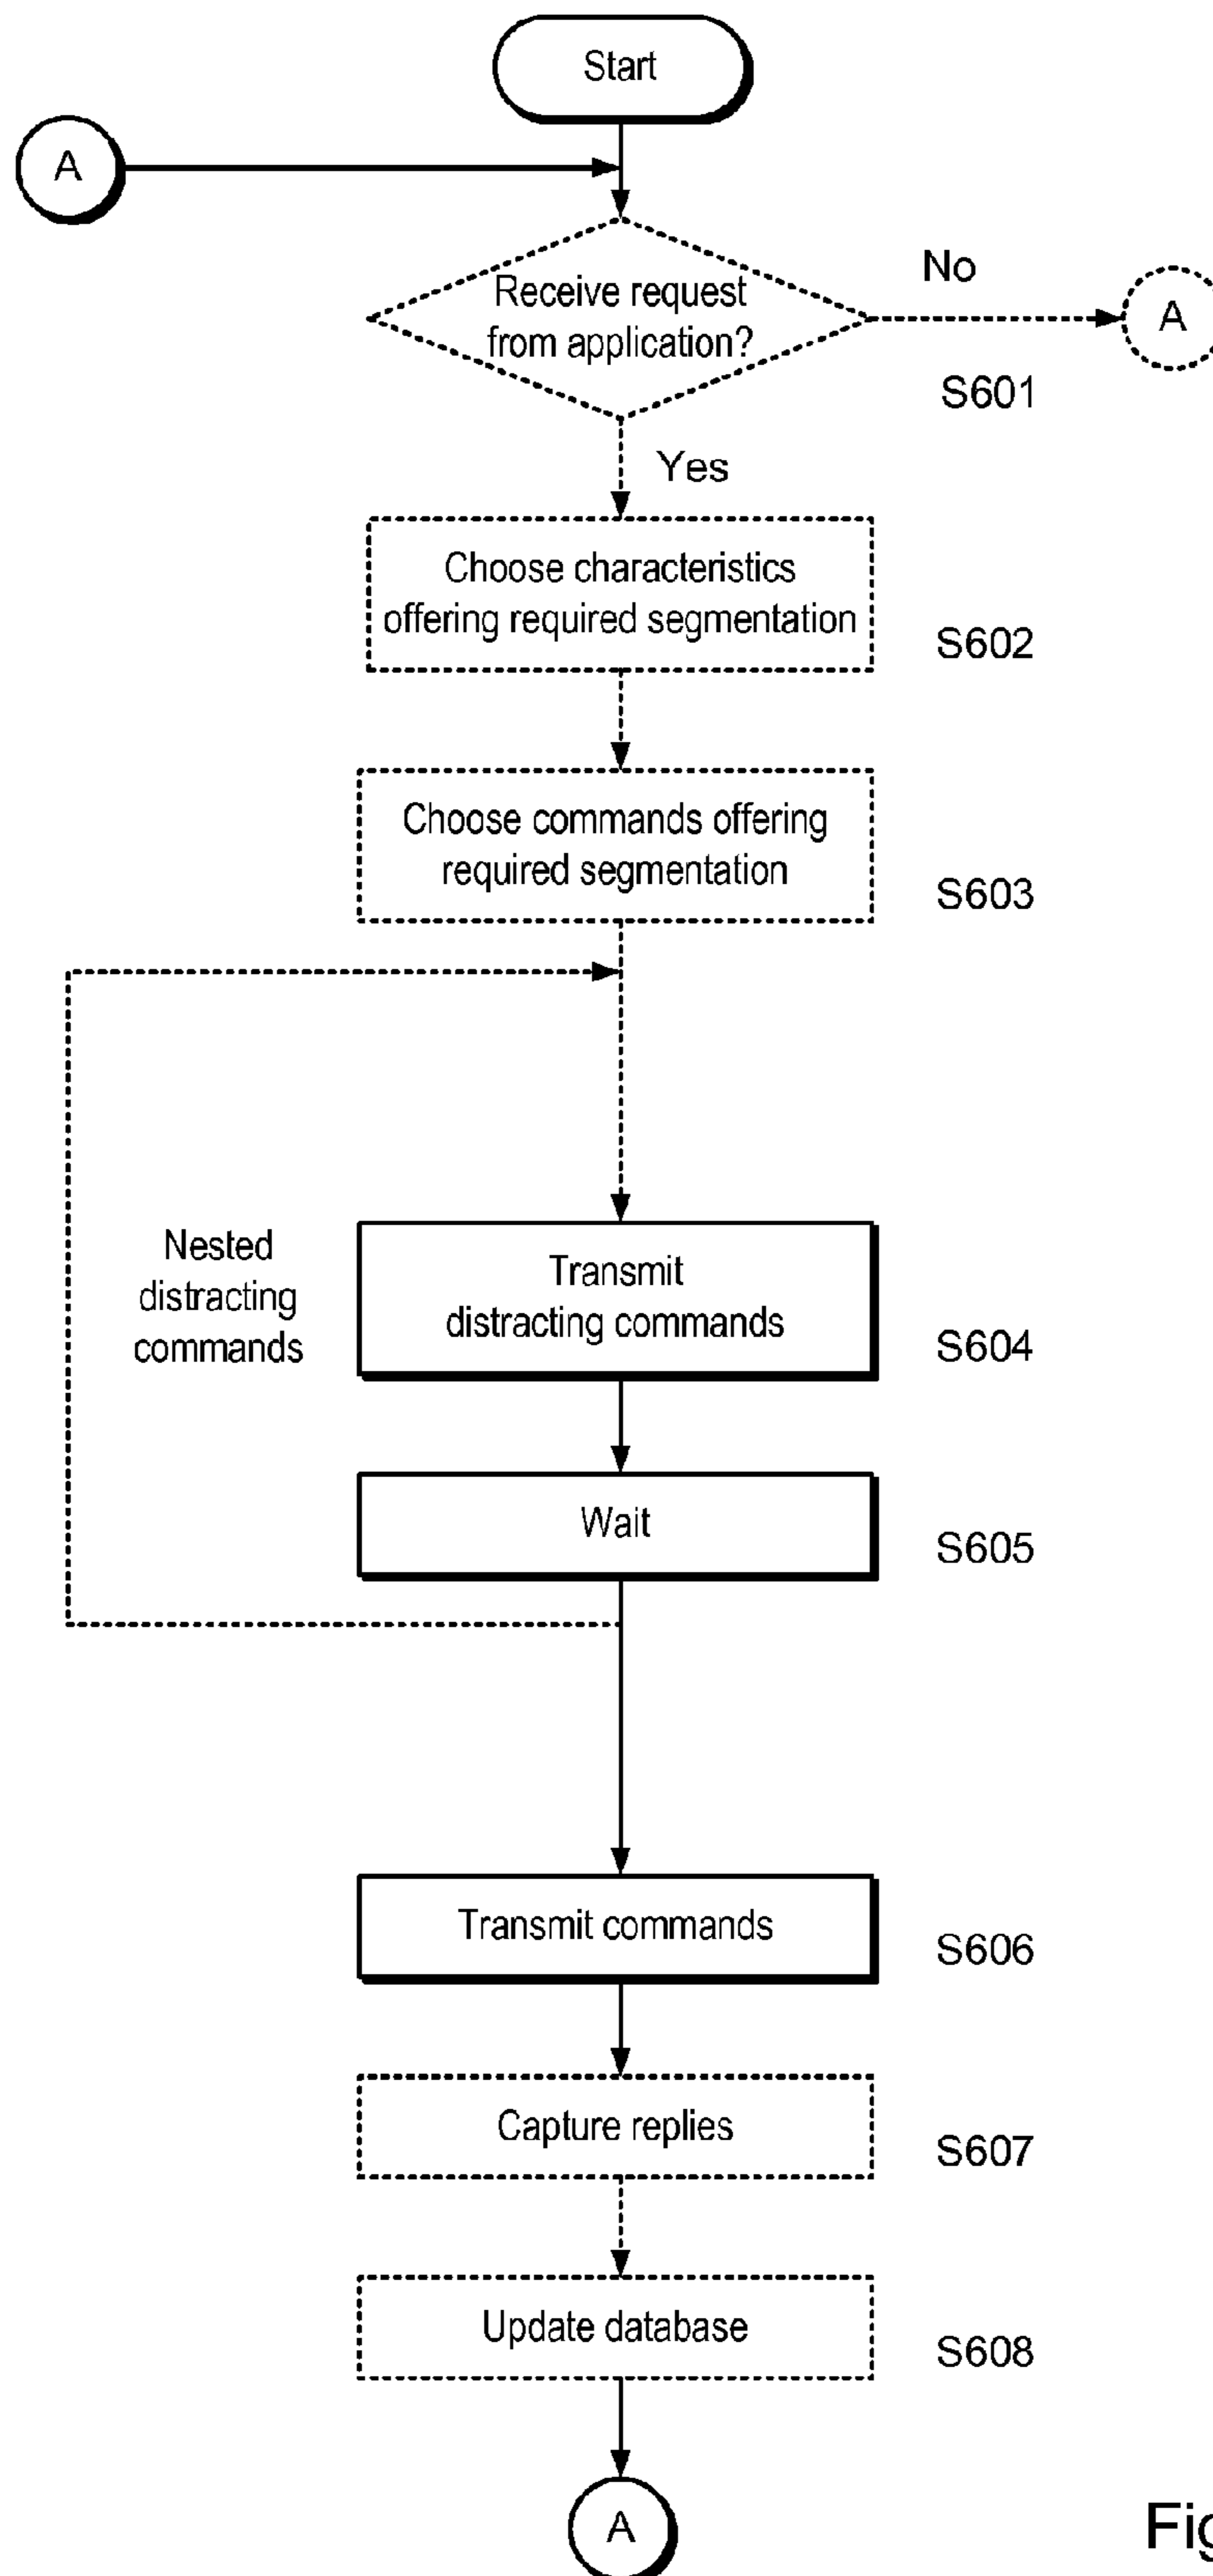 Start
A
Receive request
from application?
No
A
S601
Yes
Choose characteristics
offering required segmentation
S602
Choose commands offering
required segmentation
S603
Nested
distracting
commands
Transmit
distracting commands
S604
Wait
S605
Transmit commands
S606
Capture replies
S607
Update database
S608
A
Fig